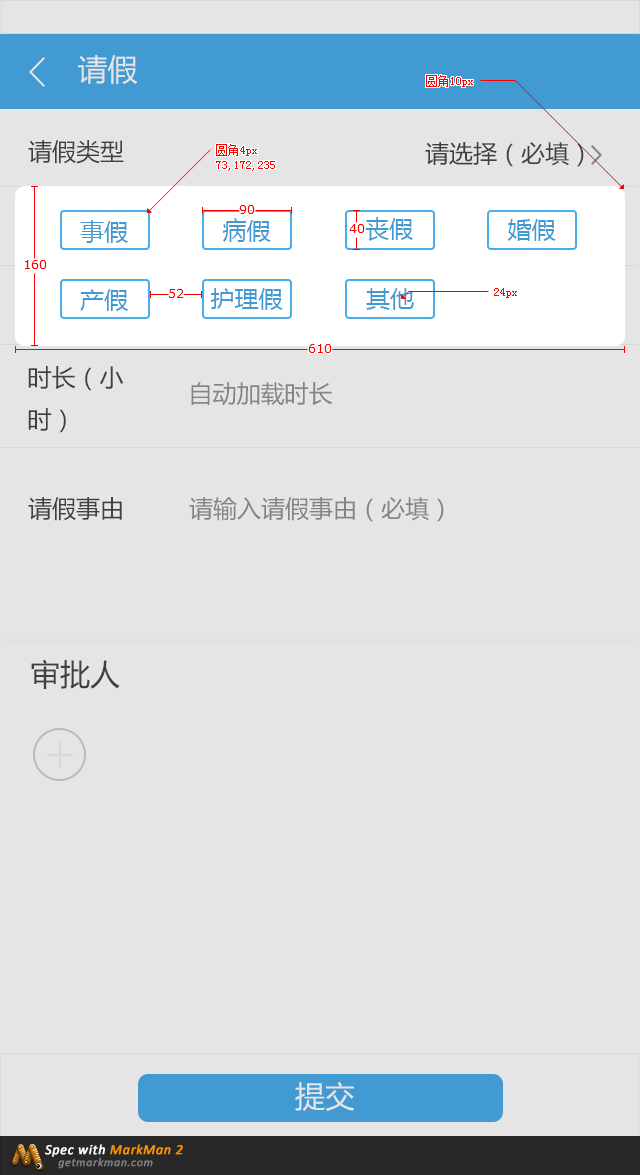 请假
圆角10px
请假类型
圆角4px
73,172,235
请选择（必填）
事假
90
病假
40
丧假
婚假
160
产假
52
护理假
其他
24px
610
时长（小
时）
自动加载时长
请假事由
请输入请假事由（必填）
审批人
提交
Spec with MarkMan 2
getmarkman.com